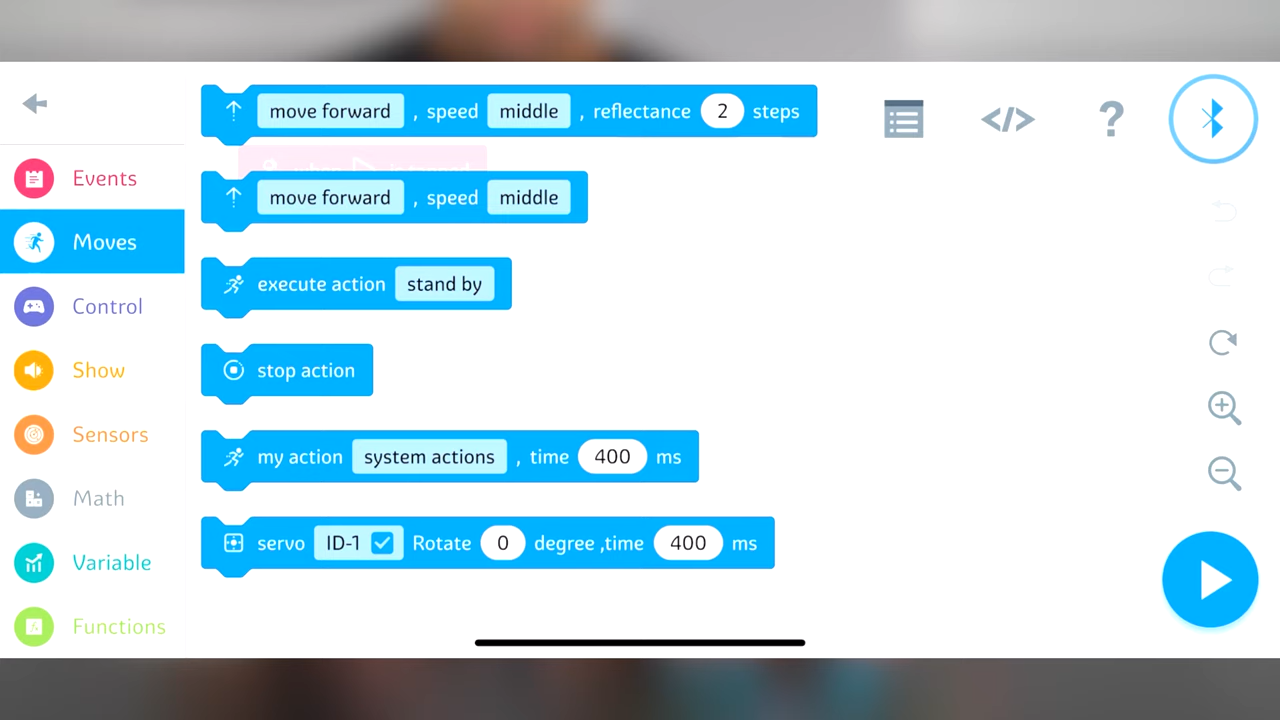 move forward , speed middle , reflectance 2 steps
</> ?
Events
move forward , speed middle
Moves
execute action stand by
Control
Show
stop action
Sensors
my action system actions , time 400 ms
Math
servo ID-1 Rotate 0 degree ,time 400 ms
Variable
Functions